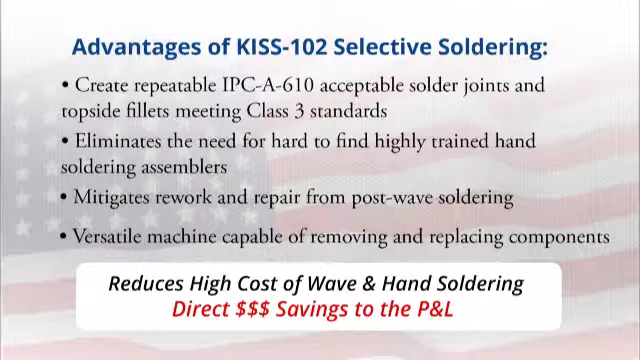 Advantages of KISS-102 Selective Soldering:
• Create repeatable IPC-A-610 acceptable solder joints and
topside fillets meeting Class 3 standards
• Eliminates the need for hard to find highly trained hand
soldering assemblers
• Mitigates rework and repair from post-wave soldering
• Versatile machine capable of removing and replacing components
Reduces High Cost of Wave & Hand Soldering
Direct $$$ Savings to the P&L